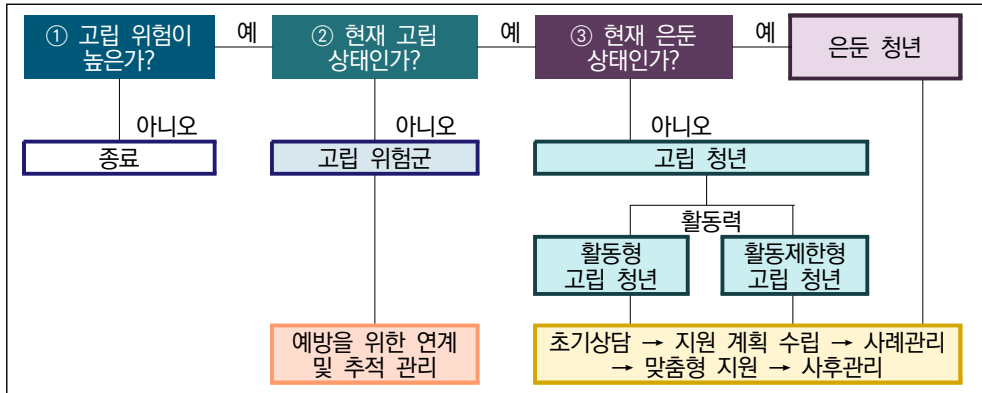 ① 고립 위험이
높은가?
예
② 현재 고립
상태인가?
예
③ 현재 은둔
상태인가?
예
은둔 청년
아니오
아니오
아니오
종료
고립 위험군
고립 청년
활동력
활동형
고립 청년
활동제한형
고립 청년
예방을 위한 연계
및 추적 관리
초기상담 → 지원 계획 수립 → 사례관리
→ 맞춤형 지원 → 사후관리